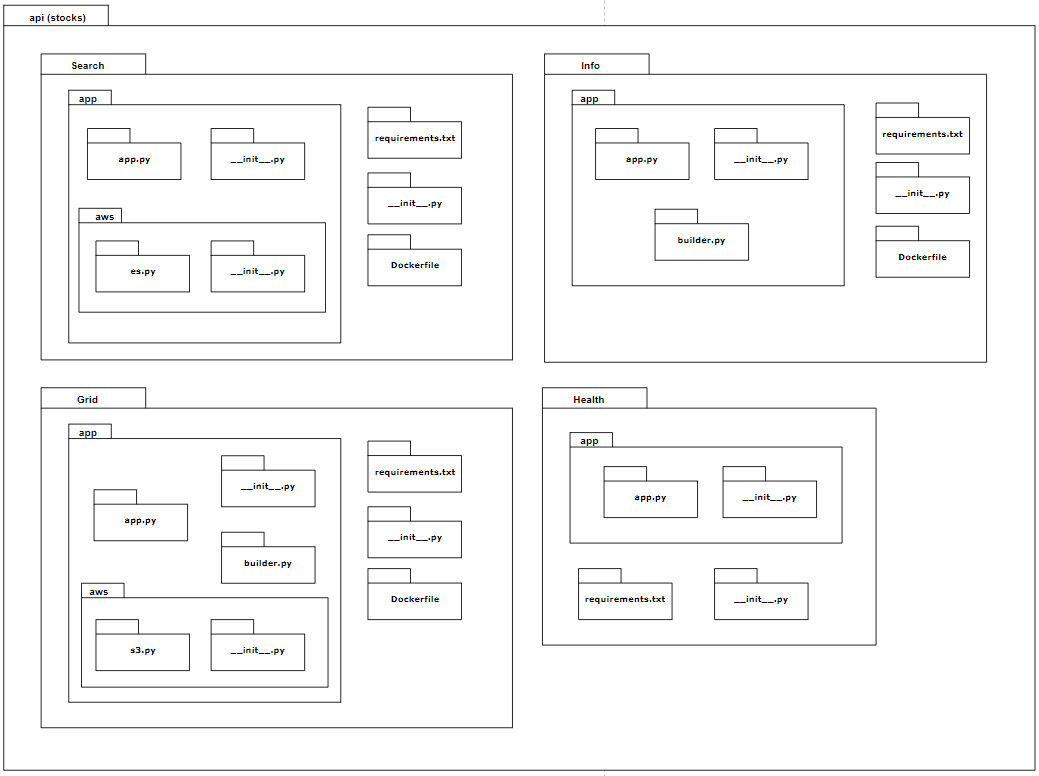 api (stocks)
Search
app
app.py
__init__.py
aws
es.py
__init__.py
requirements.txt
__init__.py
Dockerfile
Info
app
app.py
__init__.py
builder.py
requirements.txt
__init__.py
Dockerfile
Grid
app
__init__.py
app.py
builder.py
aws
s3.py
__init__.py
requirements.txt
__init__.py
Dockerfile
Health
app
app.py
__init__.py
requirements.txt
__init__.py